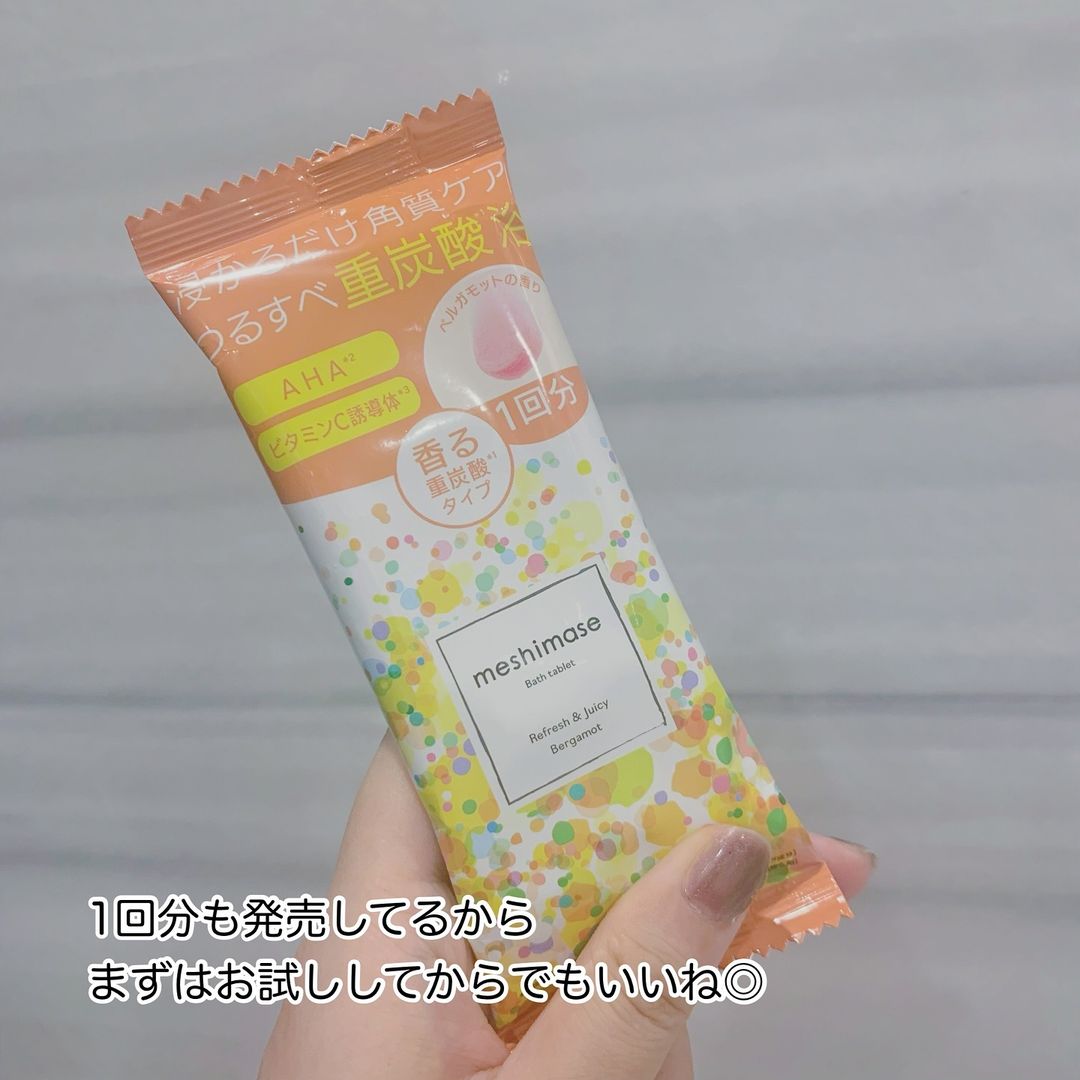 浸かるだけ角質ケア
つるすべ重炭酸浴
AHA※2
ビタミンC誘導体※3
ベルガモットの香り
1回分
香る
重炭酸※1
タイプ
meshimase
Bath tablet
Refresh & Juicy
Bergamot
1回分も発売してるから
まずはお試ししてからでもいいね◎